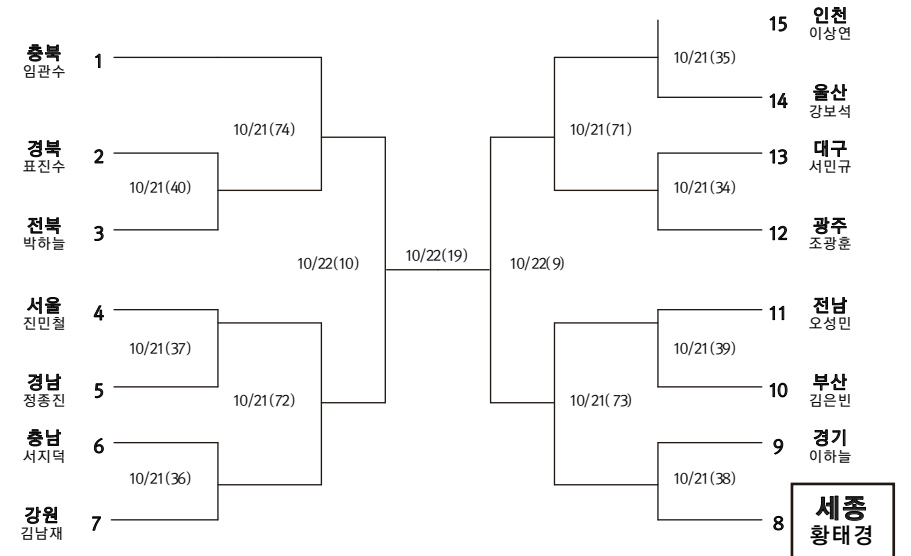 충북 1
임관수
10/21(74)
경북 2
표진수
10/21(40)
전북 3
박하늘
10/22(10)
서울 4
진민철
10/21(37)
경남 5
정종진
10/21(72)
충남 6
서지덕
10/21(36)
강원 7
김남재
10/22(19)
15 인천
이상연
10/21(35)
14 울산
강보석
10/21(71)
13 대구
서민규
10/21(34)
12 광주
조광훈
10/22(9)
11 전남
오성민
10/21(39)
10 부산
김은빈
10/21(73)
9 경기
이하늘
10/21(38)
8 세종
황태경